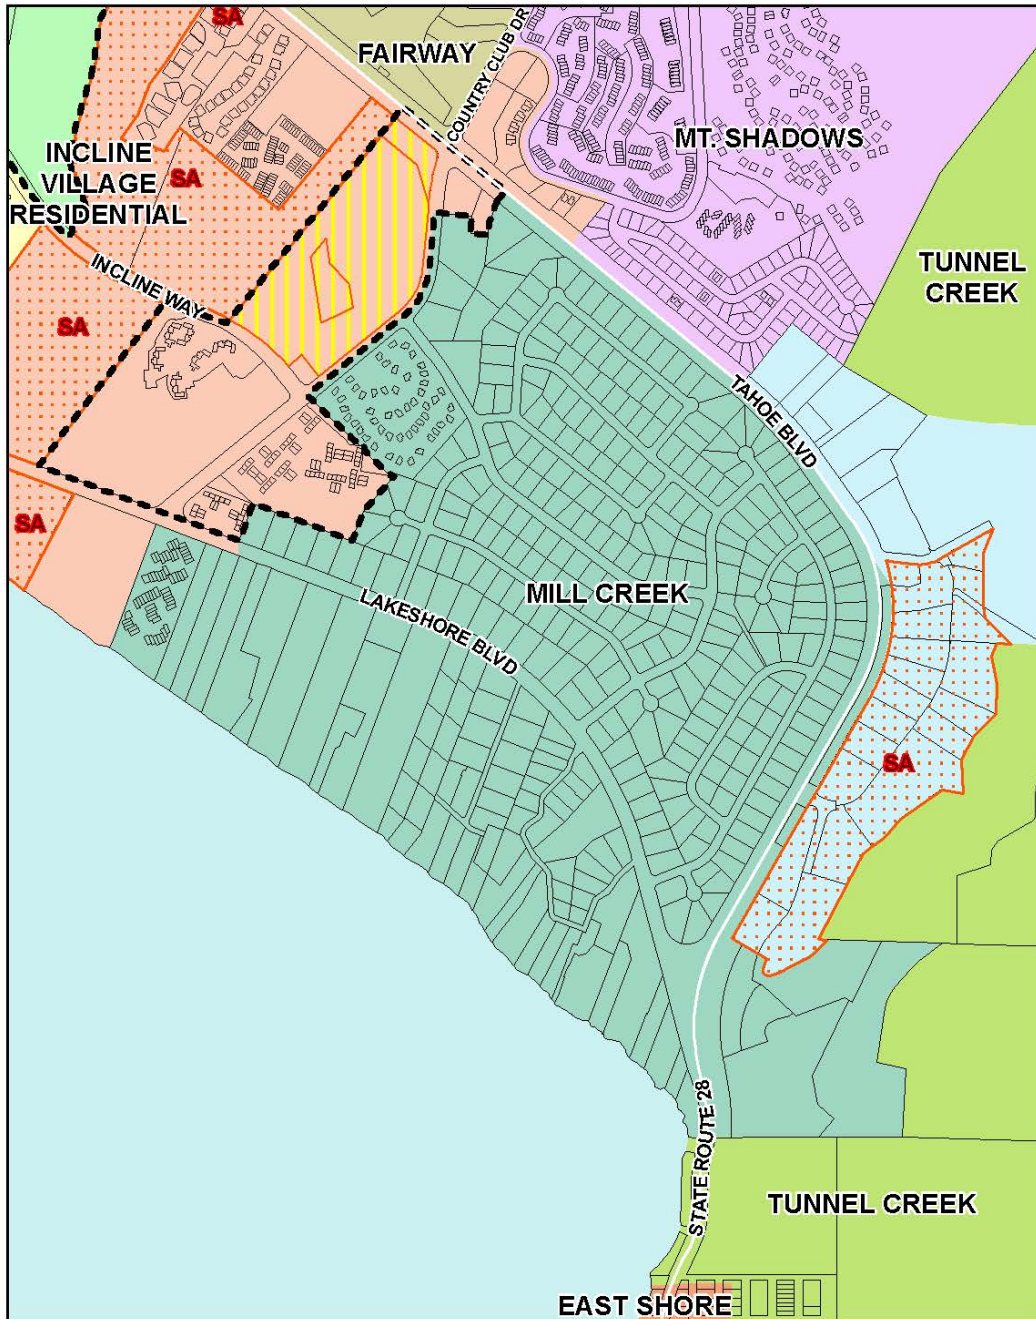 SA
FAIRWAY
COUNTRY CLUB DR
MT. SHADOWS
INCLINE
VILLAGE
RESIDENTIAL
SA
TUNNEL
CREEK
INCLINE WAY
SA
TAHOE BLVD
SA
MILL CREEK
LAKESHORE BLVD
SA
STATE ROUTE 28
TUNNEL CREEK
EAST SHORE